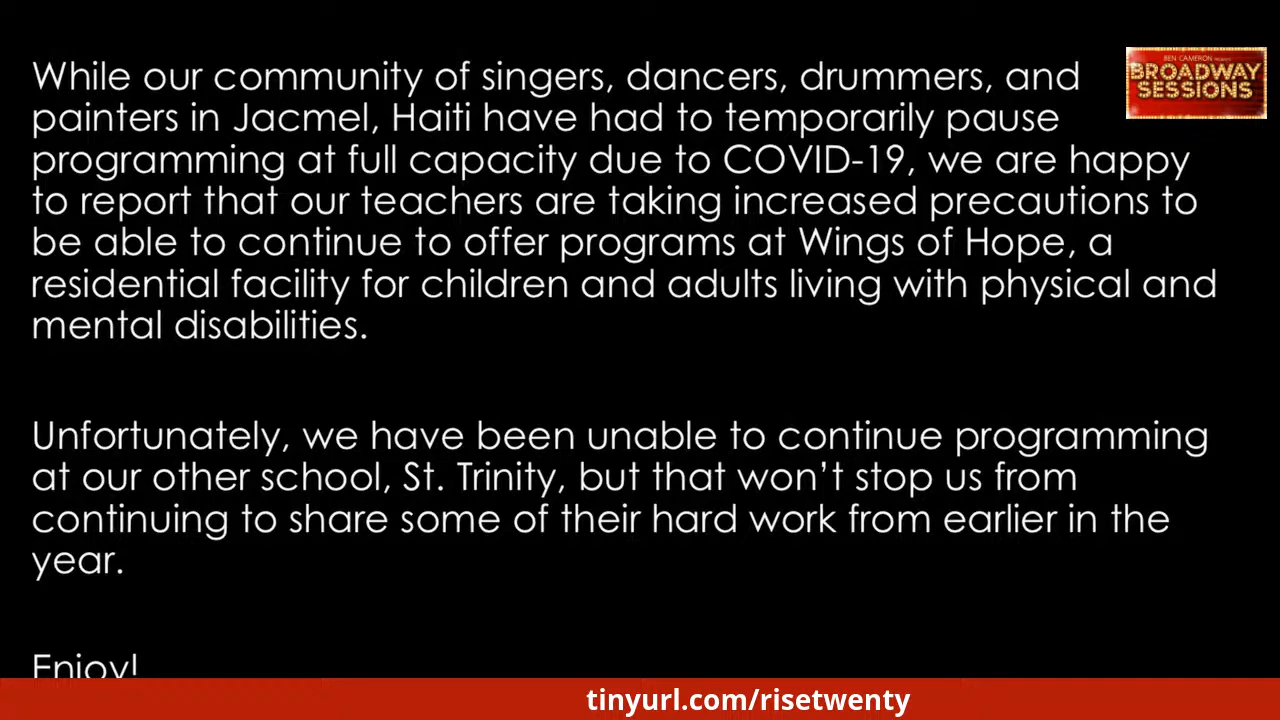 While our community of singers, dancers, drummers, and
painters in Jacmel, Haiti have had to temporarily pause
programming at full capacity due to COVID-19, we are happy
to report that our teachers are taking increased precautions to
be able to continue to offer programs at Wings of Hope, a
residential facility for children and adults living with physical and
mental disabilities.
Unfortunately, we have been unable to continue programming
at our other school, St. Trinity, but that won’t stop us from
continuing to share some of their hard work from earlier in the
year.
Enjoy!
BEN CAMERON
BROADWAY
SESSIONS
tinyurl.com/risetwenty